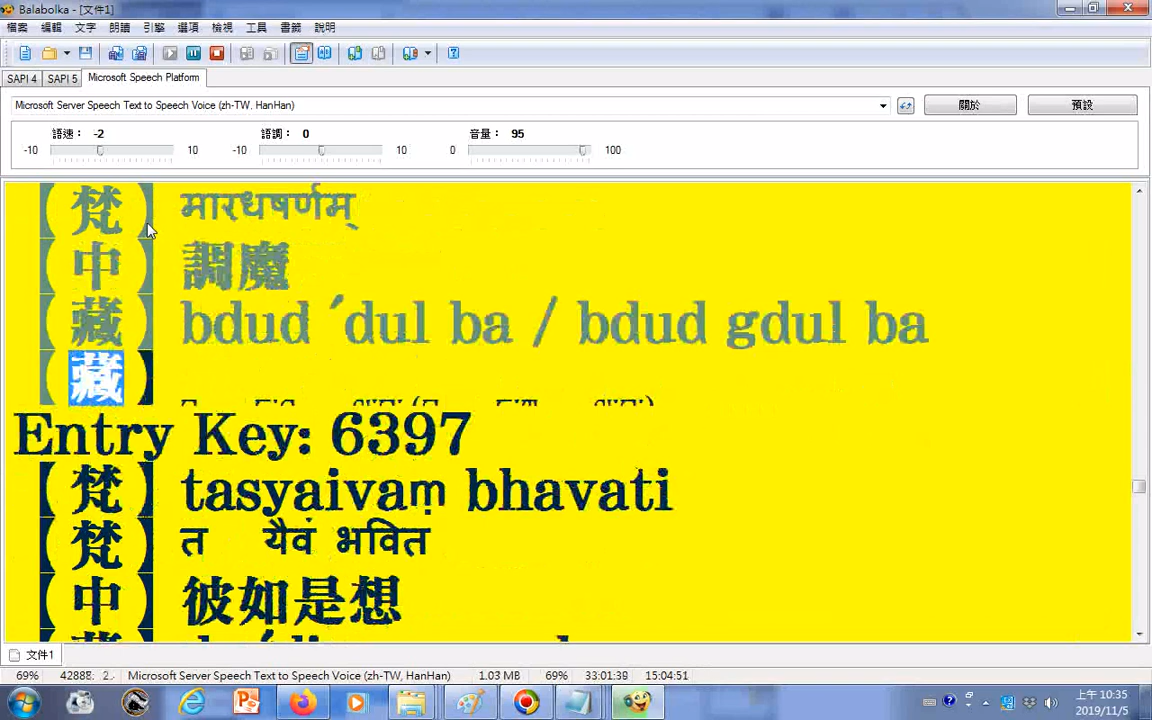 Balabolka - [文件1]
檔案 編輯 文字 朗讀 引擎 選項 檢視 工具 書籤 說明
SAPI 4 SAPI 5 Microsoft Speech Platform
Microsoft Server Speech Text to Speech Voice (zh-TW, HanHan) 關於 預設
語速： -2 語調： 0 音量： 95
-10 10 -10 10 0 100
【梵】 मारधषर्णम्
【中】 調魔
【藏】 bdud ´dul ba / bdud gdul ba
【藏】
Entry Key: 6397
【梵】 tasyaivaṃ bhavati
【梵】 त यैवं भवित
【中】 彼如是想
文件1
69% Microsoft Server Speech Text to Speech Voice (zh-TW, HanHan) 1.03 MB 69% 33:01:38 15:04:51
上午 10:35
2019/11/5